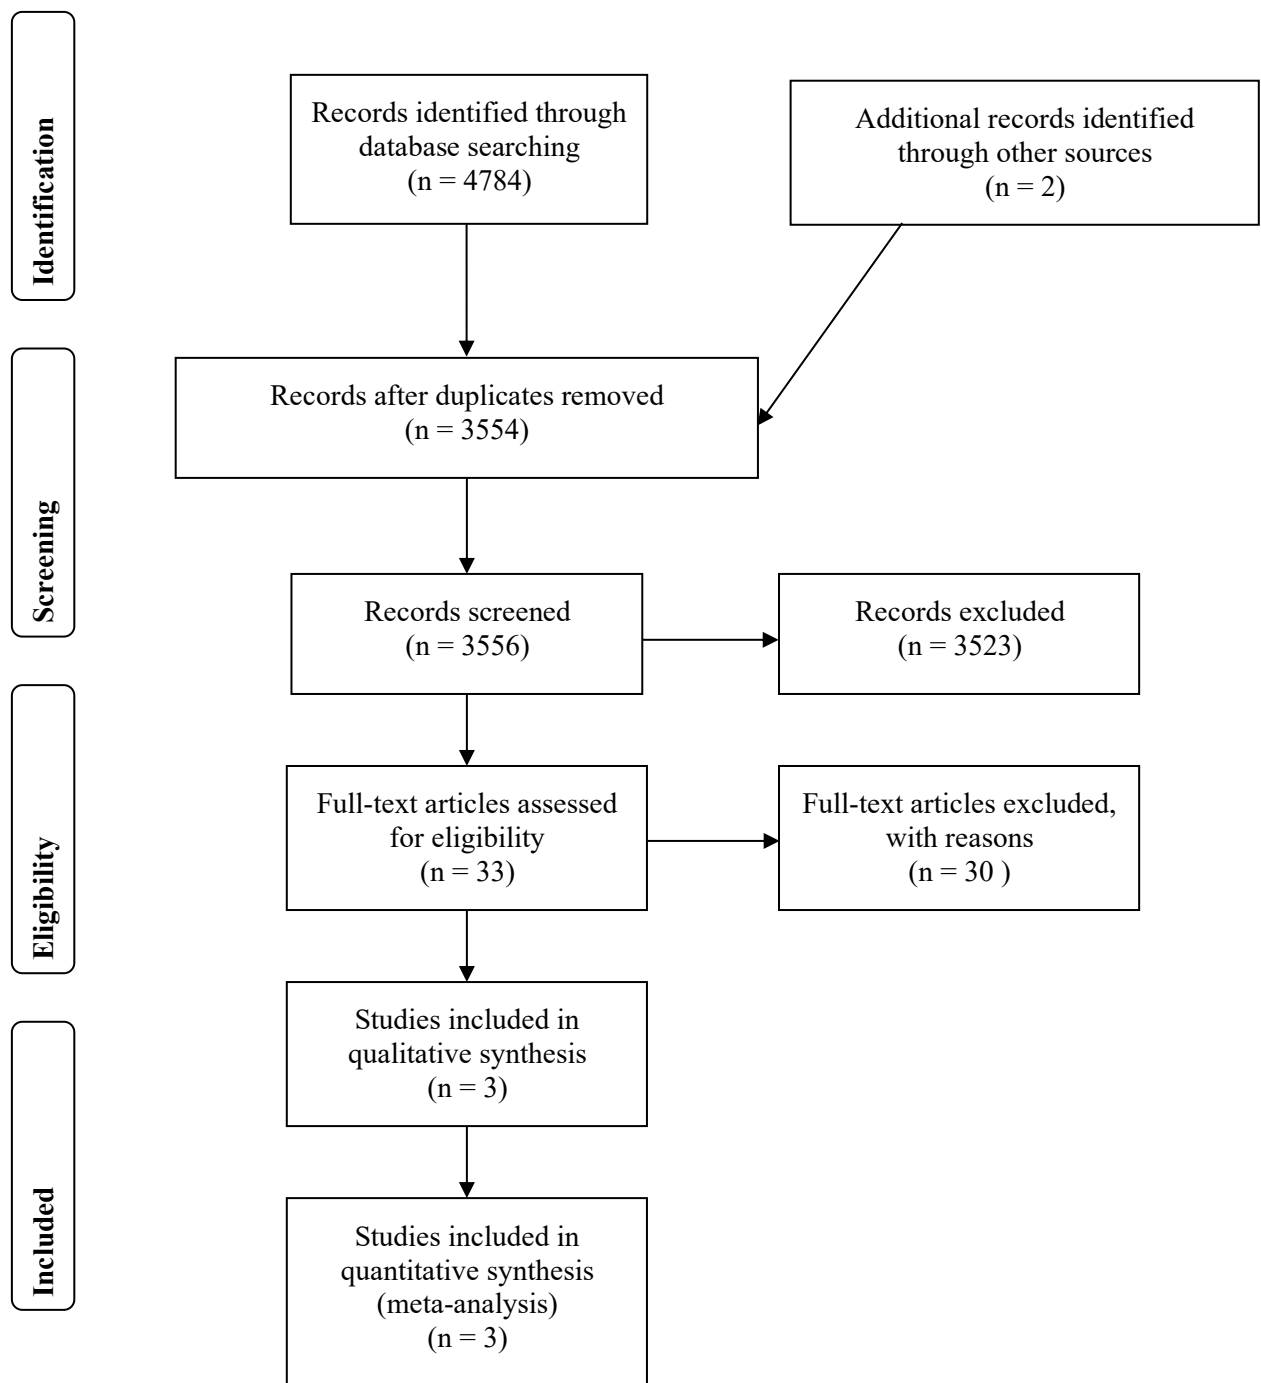 Identification
Records identified through
database searching
(n = 4784)
Additional records identified
through other sources
(n = 2)
Screening
Records after duplicates removed
(n = 3554)
Records screened
(n = 3556)
Records excluded
(n = 3523)
Eligibility
Full-text articles assessed
for eligibility
(n = 33)
Full-text articles excluded,
with reasons
(n = 30 )
Studies included in
qualitative synthesis
(n = 3)
Included
Studies included in
quantitative synthesis
(meta-analysis)
(n = 3)